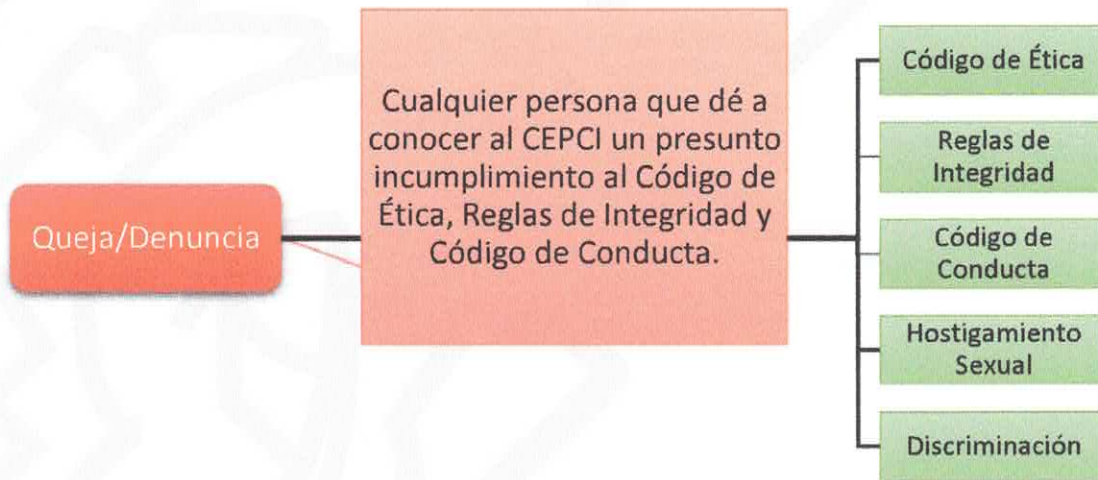 Queja/Denuncia
Cualquier persona que dé a
conocer al CEPCI un presunto
incumplimiento al Código de
Ética, Reglas de Integridad y
Código de Conducta.
Código de Ética
Reglas de
Integridad
Código de
Conducta
Hostigamiento
Sexual
Discriminación